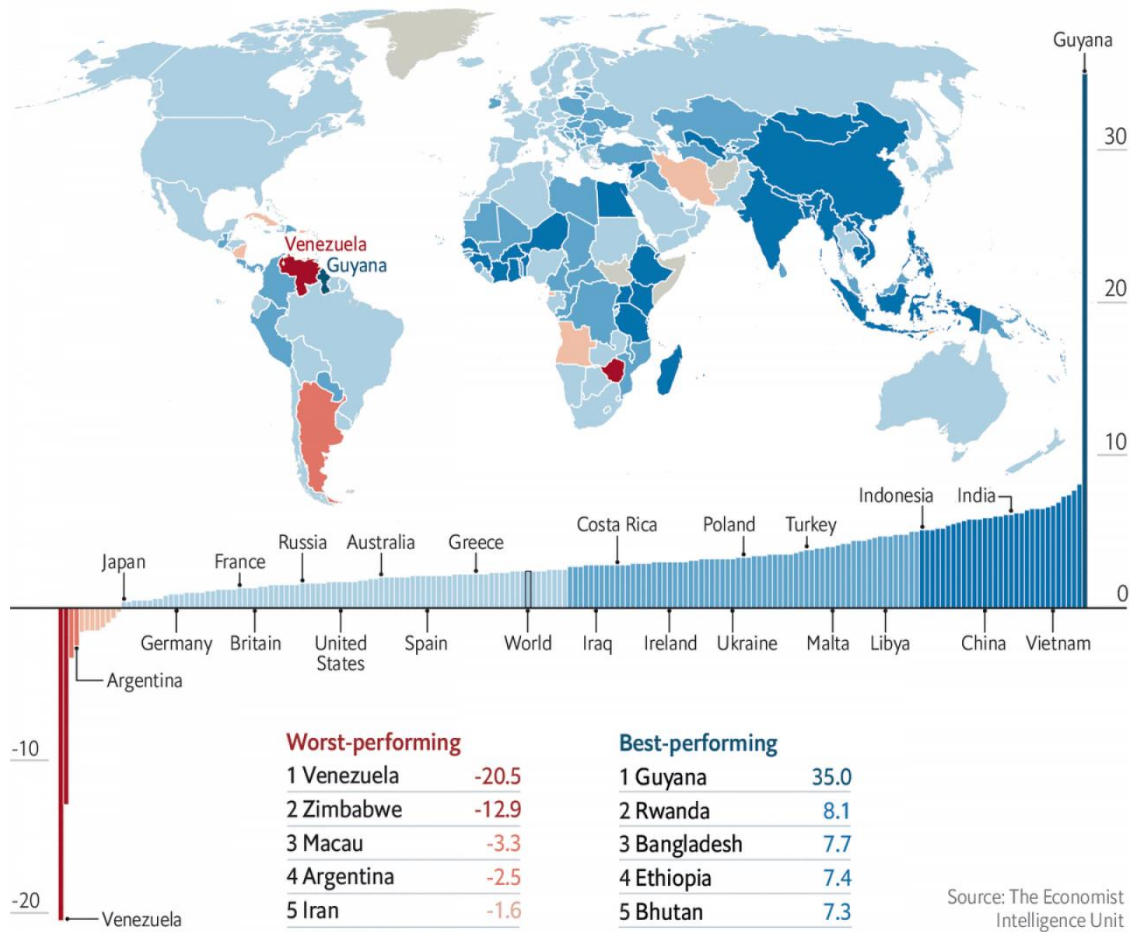 Guyana
30
Venezuela
Guyana
20
10
Indonesia
India
Costa Rica
Poland
Turkey
Russia
Australia
Greece
Japan
France
0
Germany
Britain
United
States
Spain
World
Iraq
Ireland
Ukraine
Malta
Libya
China
Vietnam
Argentina
-10
Worst-performing
1 Venezuela -20.5
2 Zimbabwe -12.9
3 Macau -3.3
4 Argentina -2.5
5 Iran -1.6
Best-performing
1 Guyana 35.0
2 Rwanda 8.1
3 Bangladesh 7.7
4 Ethiopia 7.4
5 Bhutan 7.3
-20
Venezuela
Source: The Economist
Intelligence Unit